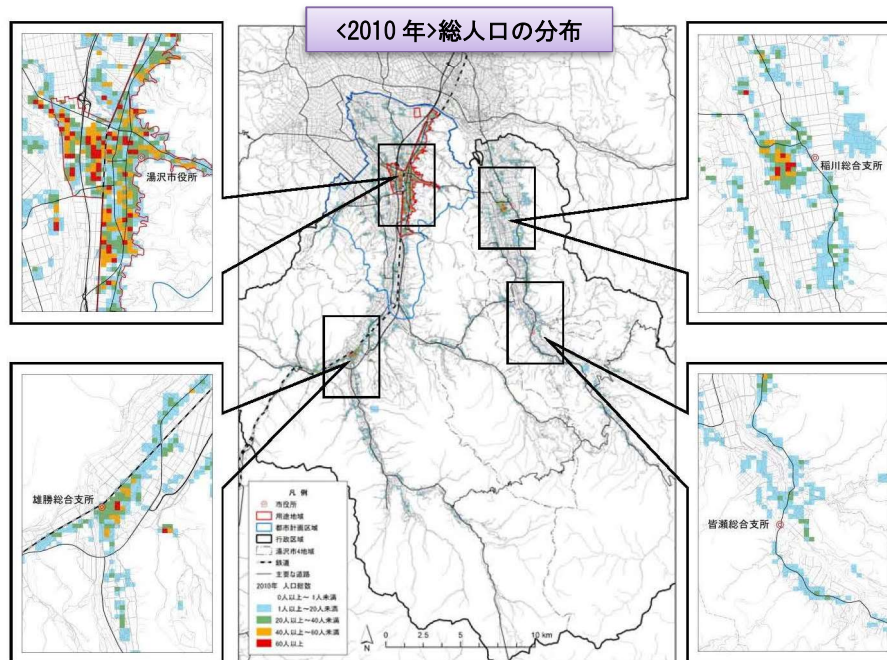 <2010年>総人口の分布
湯沢市役所
稲川総合支所
雄勝総合支所
皆瀬総合支所
凡例
市役所
用途地域
都市計画区域
行政区域
湯沢市4地域
鉄道
主要な道路
2010年 人口総数
0人以上～1人未満
1人以上～20人未満
20人以上～40人未満
40人以上～60人未満
60人以上
N
0 2.5 5 10 km